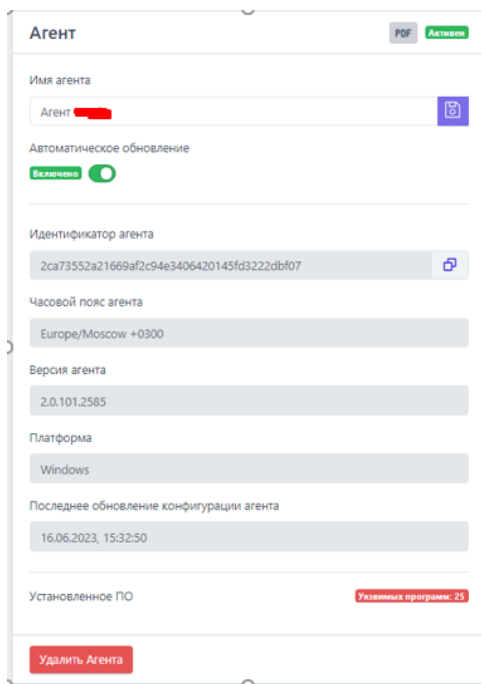 Агент PDF Активен
Имя агента
Агент
Автоматическое обновление
Включено
Идентификатор агента
2ca73552a21669af2c94e3406420145fd3222dbf07
Часовой пояс агента
Europe/Moscow +0300
Версия агента
2.0.101.2585
Платформа
Windows
Последнее обновление конфигурации агента
16.06.2023, 15:32:50
Установленное ПО Уязвимых программ: 25
Удалить Агента